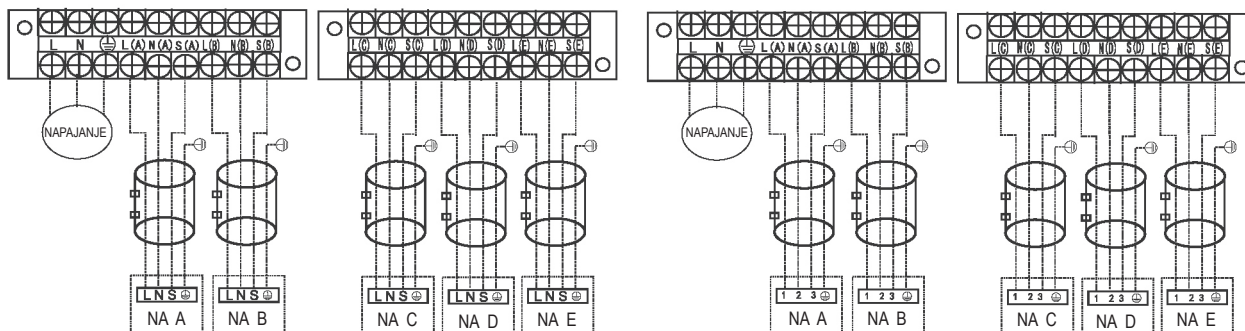 L N ⏚ L(A) N(A) S(A) L(B) N(B) S(B)
L(C) N(C) S(C) L(D) N(D) S(D) L(E) N(E) S(E)
L N ⏚ L(A) N(A) S(A) L(B) N(B) S(B)
L(C) N(C) S(C) L(D) N(D) S(D) L(E) N(E) S(E)
NAPAJANJE
NAPAJANJE
L N S ⏚
L N S ⏚
L N S ⏚
L N S ⏚
L N S ⏚
1 2 3 ⏚
1 2 3 ⏚
1 2 3 ⏚
1 2 3 ⏚
1 2 3 ⏚
NA A
NA B
NA C
NA D
NA E
NA A
NA B
NA C
NA D
NA E